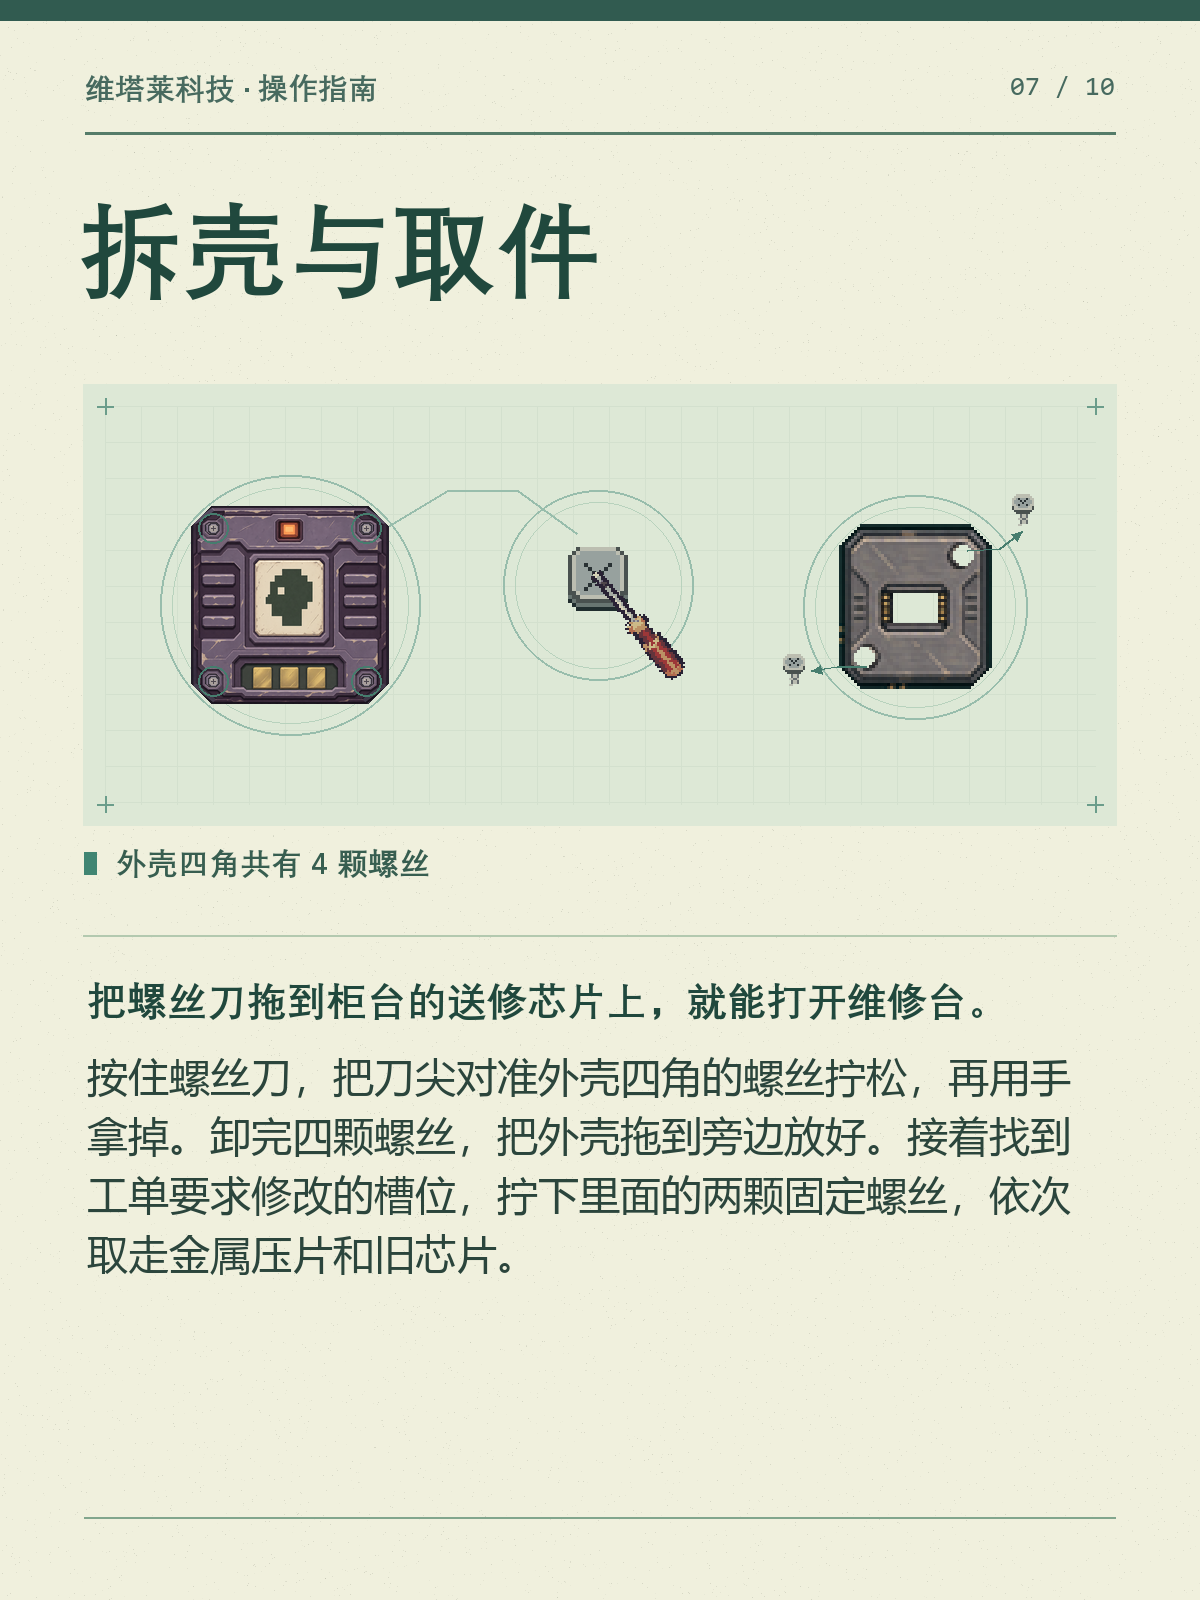 维塔莱科技 · 操作指南
07 / 10
拆壳与取件
外壳四角共有 4 颗螺丝
把螺丝刀拖到柜台的送修芯片上，就能打开维修台。
按住螺丝刀，把刀尖对准外壳四角的螺丝拧松，再用手
拿掉。卸完四颗螺丝，把外壳拖到旁边放好。接着找到
工单要求修改的槽位，拧下里面的两颗固定螺丝，依次
取走金属压片和旧芯片。